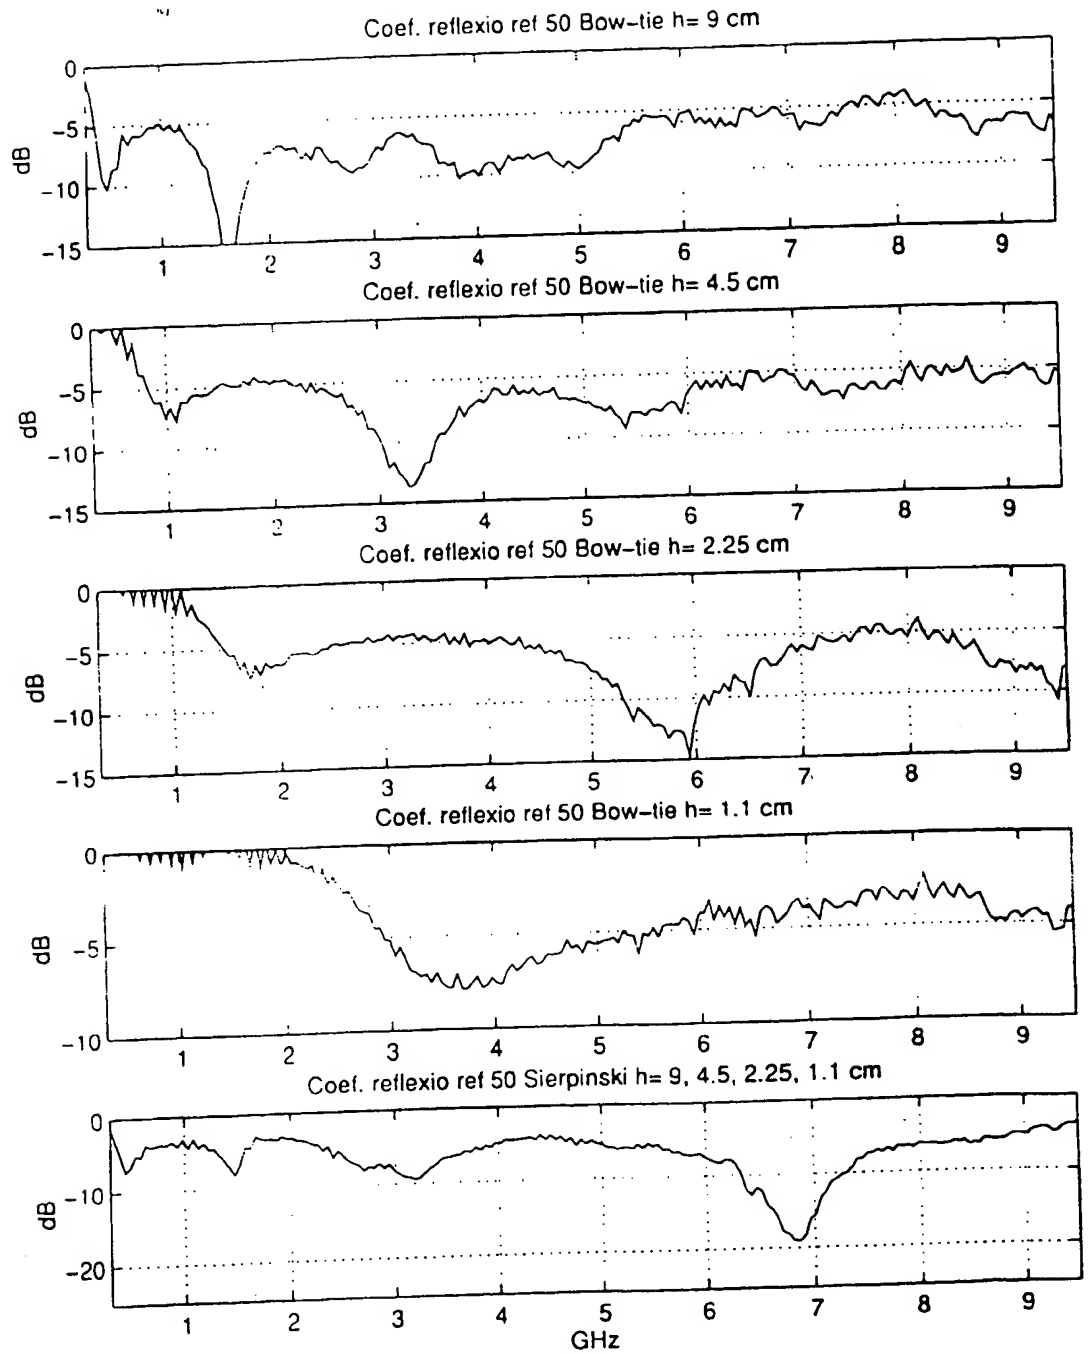 Coef. reflexio ref 50 Bow-tie h= 9 cm
0
-5
-10
-15
dB
1 2 3 4 5 6 7 8 9
Coef. reflexio ref 50 Bow-tie h= 4.5 cm
0
-5
-10
-15
dB
1 2 3 4 5 6 7 8 9
Coef. reflexio ref 50 Bow-tie h= 2.25 cm
0
-5
-10
-15
dB
1 2 3 4 5 6 7 8 9
Coef. reflexio ref 50 Bow-tie h= 1.1 cm
0
-5
-10
dB
1 2 3 4 5 6 7 8 9
Coef. reflexio ref 50 Sierpinski h= 9, 4.5, 2.25, 1.1 cm
0
-10
-20
dB
1 2 3 4 5 6 7 8 9
GHz